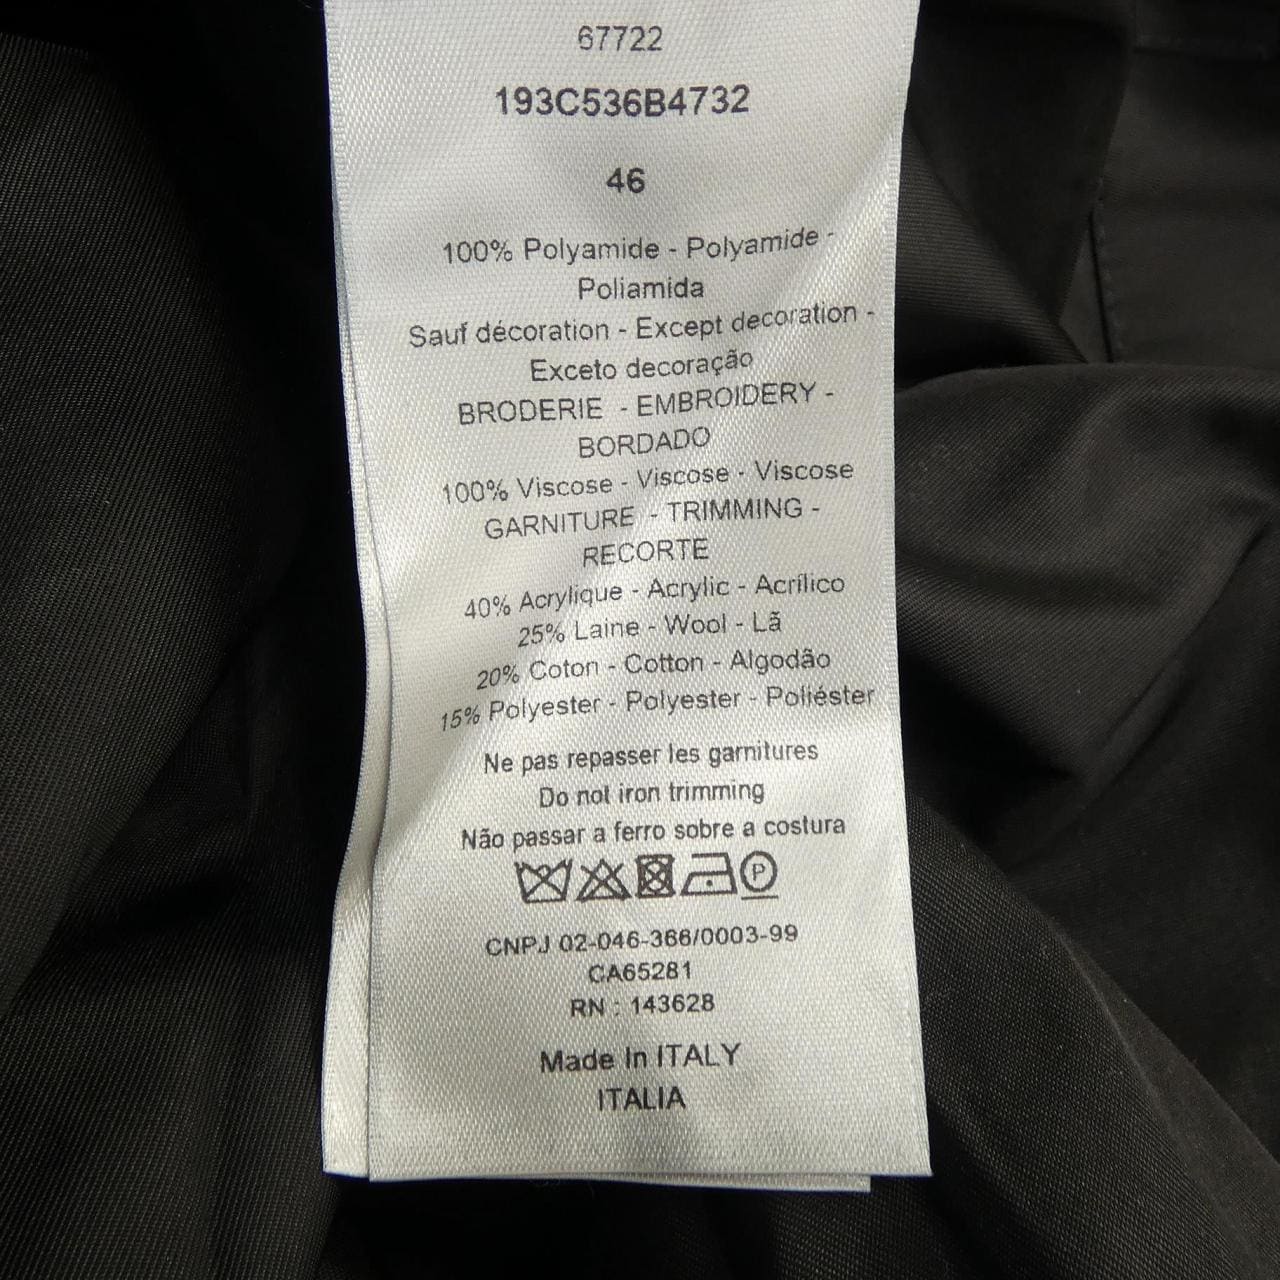 67722
193C536B4732
46
100% Polyamide - Polyamide -
Poliamida
Sauf décoration - Except decoration -
Exceto decoração
BRODERIE - EMBROIDERY -
BORDADO
100% Viscose - Viscose - Viscose
GARNITURE - TRIMMING -
RECORTE
40% Acrylique - Acrylic - Acrílico
25% Laine - Wool - Lã
20% Coton - Cotton - Algodão
15% Polyester - Polyester - Poliéster
Ne pas repasser les garnitures
Do not iron trimming
Não passar a ferro sobre a costura
P
CNPJ 02-046-366/0003-99
CA65281
RN : 143628
Made In ITALY
ITALIA